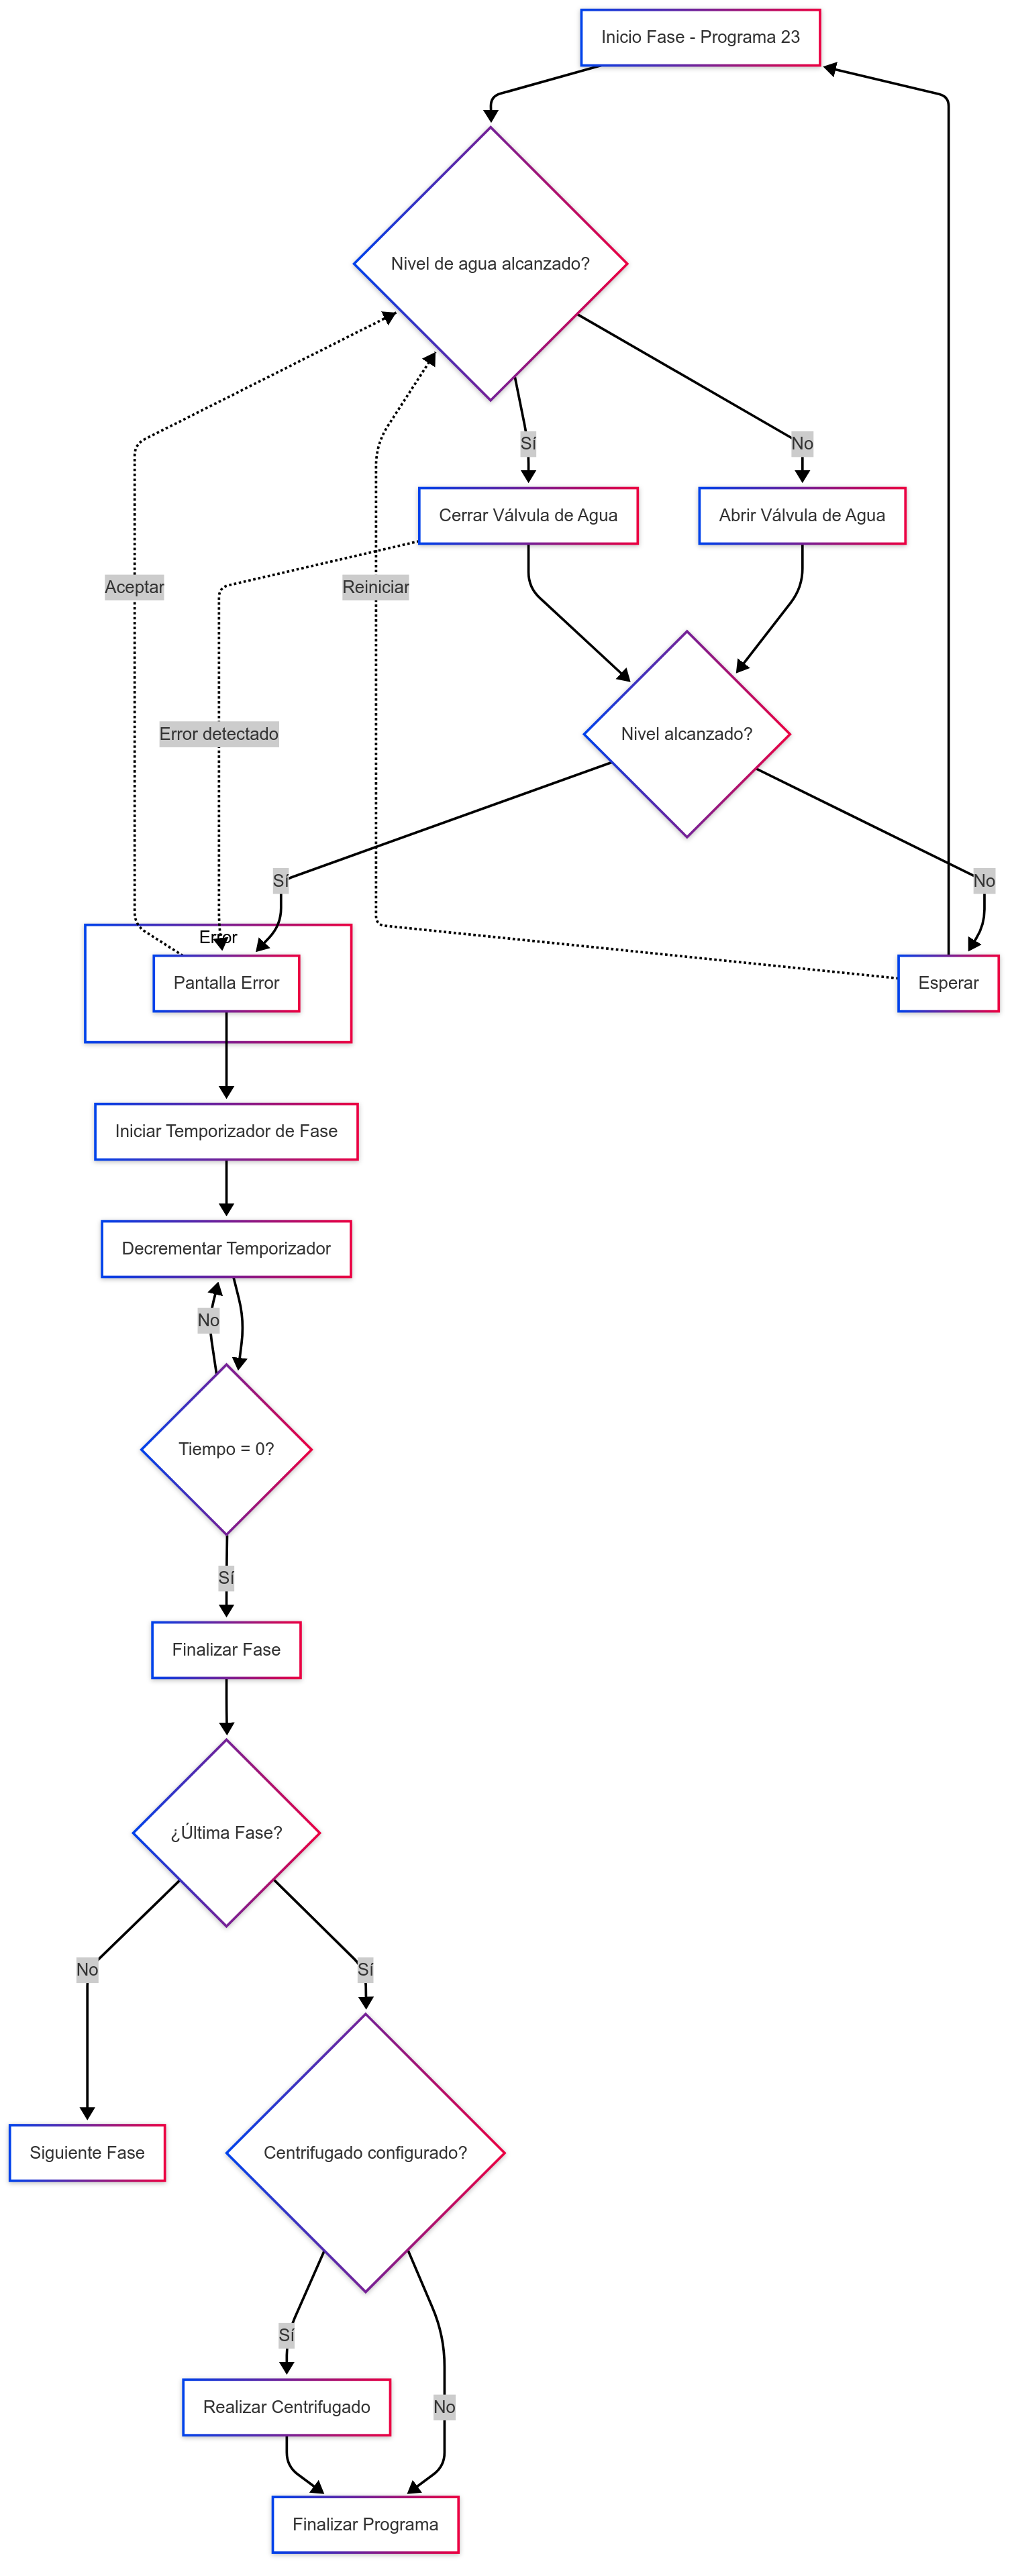 Inicio Fase - Programa 23
Nivel de agua alcanzado?
Sí
No
Cerrar Válvula de Agua
Abrir Válvula de Agua
Aceptar
Reiniciar
Error detectado
Nivel alcanzado?
Sí
No
Error
Pantalla Error
Esperar
Iniciar Temporizador de Fase
Decrementar Temporizador
No
Tiempo = 0?
Sí
Finalizar Fase
¿Última Fase?
No
Sí
Siguiente Fase
Centrifugado configurado?
Sí
Realizar Centrifugado
No
Finalizar Programa